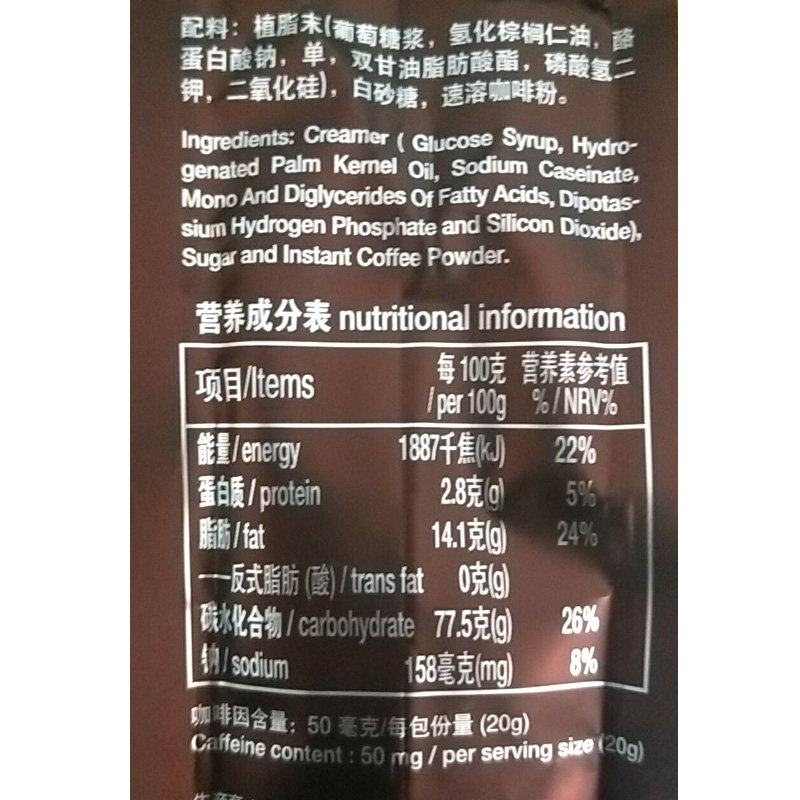 配料：植脂末(葡萄糖浆，氢化棕榈仁油，酪
蛋白酸钠，单，双甘油脂肪酸酯，磷酸氢二
钾，二氧化硅)，白砂糖，速溶咖啡粉。
Ingredients: Creamer ( Glucose Syrup, Hydro-
genated Palm Kernel Oil, Sodium Caseinate,
Mono And Diglycerides Of Fatty Acids, Dipotas-
sium Hydrogen Phosphate and Silicon Dioxide),
Sugar and Instant Coffee Powder.
营养成分表 nutritional information
项目/Items 每 100克 / per 100g 营养素参考值 % / NRV%
能量 / energy 1887千焦(kJ) 22%
蛋白质 / protein 2.8克(g) 5%
脂肪 / fat 14.1克(g) 24%
——反式脂肪 (酸) / trans fat 0克(g)
碳水化合物 / carbohydrate 77.5克(g) 26%
钠 / sodium 158毫克(mg) 8%
咖啡因含量：50 毫克/每包份量 (20g)
Caffeine content : 50 mg / per serving size (20g)